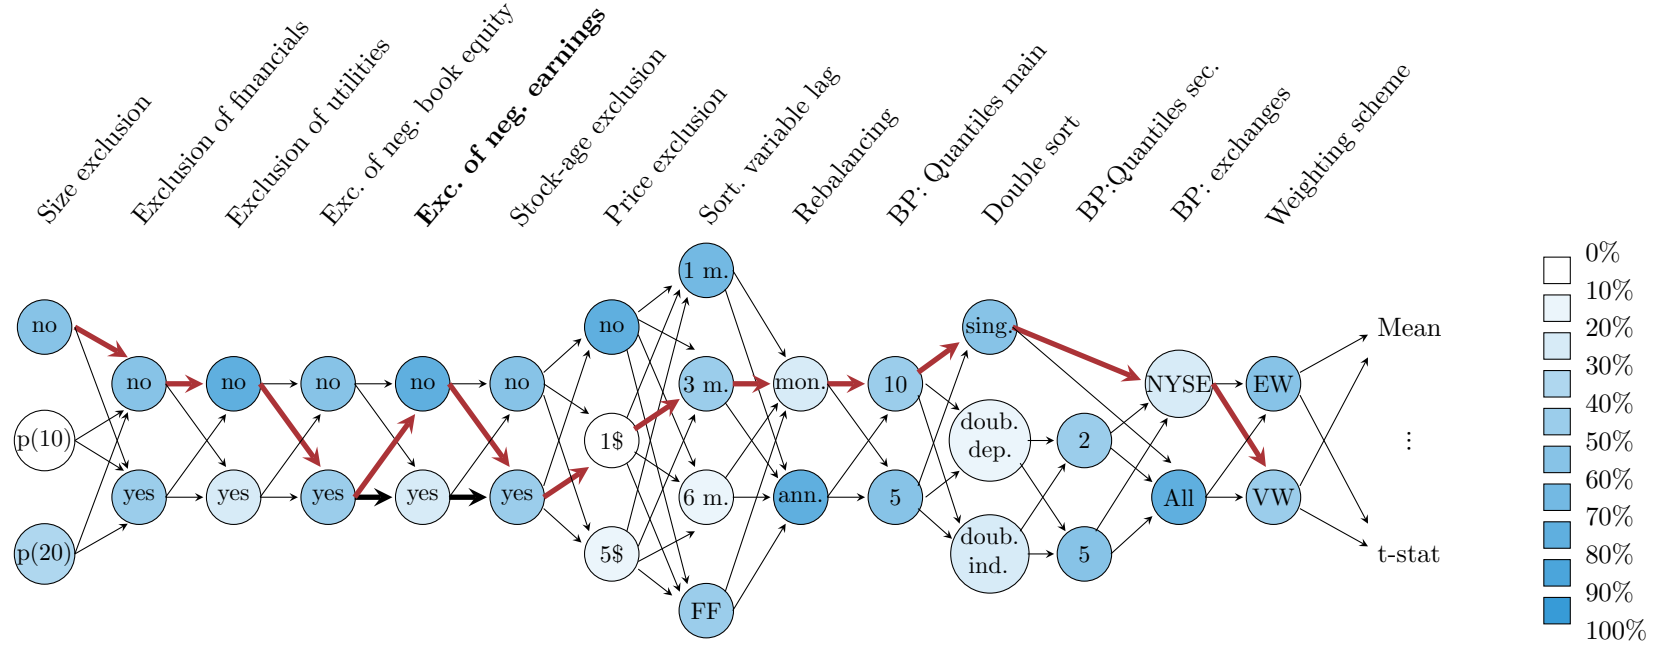 Size exclusion
Exclusion of financials
Exclusion of utilities
Exc. of neg. book equity
Exc. of neg. earnings
Stock-age exclusion
Price exclusion
Sort. variable lag
Rebalancing
BP: Quantiles main
Double sort
BP:Quantiles sec.
BP: exchanges
Weighting scheme
no
p(10)
p(20)
no
yes
no
yes
no
yes
no
yes
no
yes
no
1$
5$
1 m.
3 m.
6 m.
FF
mon.
ann.
10
5
sing.
doub.
dep.
doub.
ind.
2
5
NYSE
All
EW
VW
Mean
⋮
t-stat
0%
10%
20%
30%
40%
50%
60%
70%
80%
90%
100%